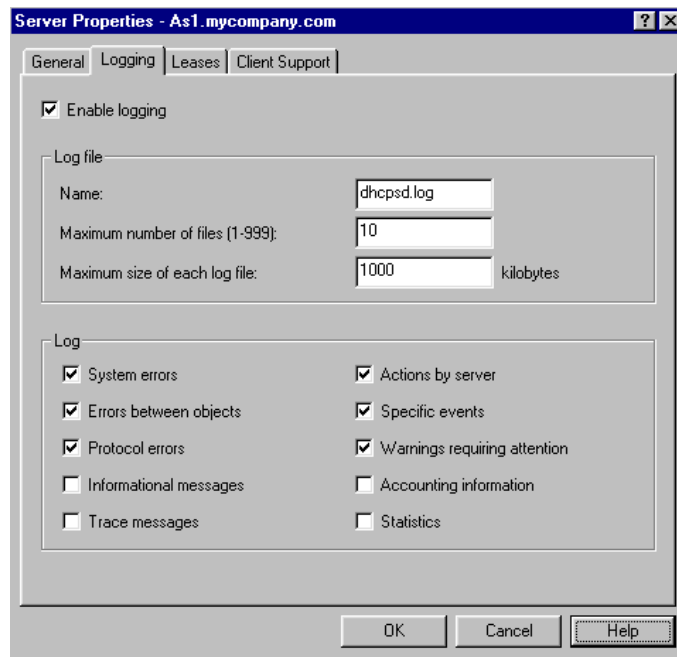 Server Properties - As1.mycompany.com
General Logging Leases Client Support
Enable logging
Log file
Name: dhcpsd.log
Maximum number of files (1-999): 10
Maximum size of each log file: 1000 kilobytes
Log
System errors Actions by server
Errors between objects Specific events
Protocol errors Warnings requiring attention
Informational messages Accounting information
Trace messages Statistics
OK Cancel Help